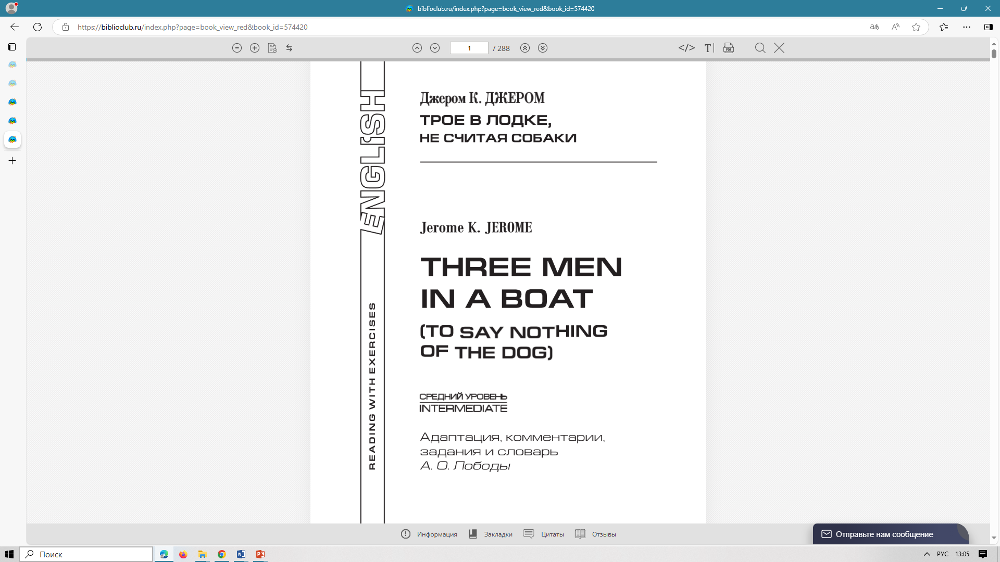 biblioclub.ru/index.php?page=book_view_red&book_id=574420
https://biblioclub.ru/index.php?page=book_view_red&book_id=574420
1 / 288
</> T| PDF
ENGLISH
READING WITH EXERCISES
Джером К. ДЖЕРОМ
ТРОЕ В ЛОДКЕ,
НЕ СЧИТАЯ СОБАКИ
Jerome K. JEROME
THREE MEN
IN A BOAT
(TO SAY NOTHING
OF THE DOG)
СРЕДНИЙ УРОВЕНЬ
INTERMEDIATE
Адаптация, комментарии,
задания и словарь
А. О. Лободы
Информация Закладки Цитаты Отзывы
Отправьте нам сообщение
Поиск
РУС 13:05